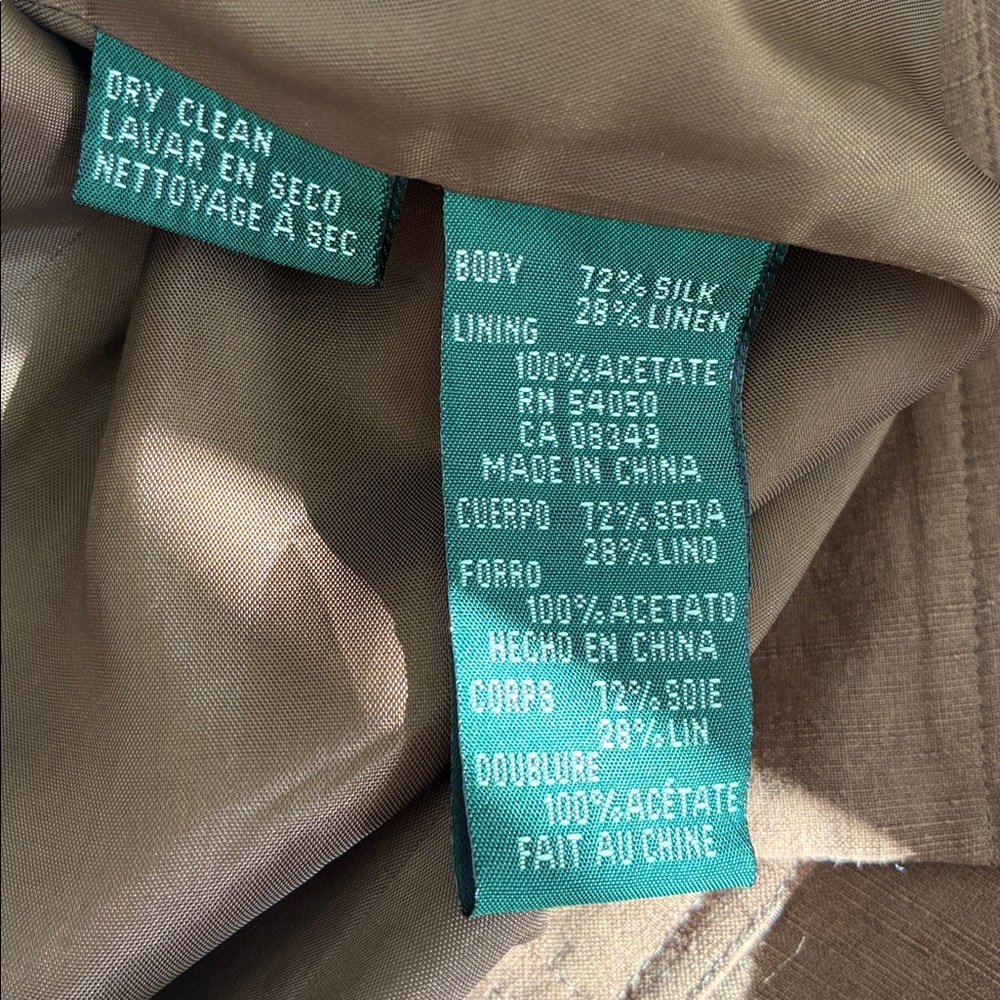 DRY CLEAN
LAVAR EN SECO
NETTOYAGE À SEC
BODY 72% SILK
28% LINEN
LINING
100% ACETATE
RN 54050
CA 08349
MADE IN CHINA
CUERPO 72% SEDA
28% LINO
FORRO
100% ACETATO
HECHO EN CHINA
CORPS 72% SOIE
28% LIN
DOUBLURE
100% ACÉTATE
FAIT AU CHINE